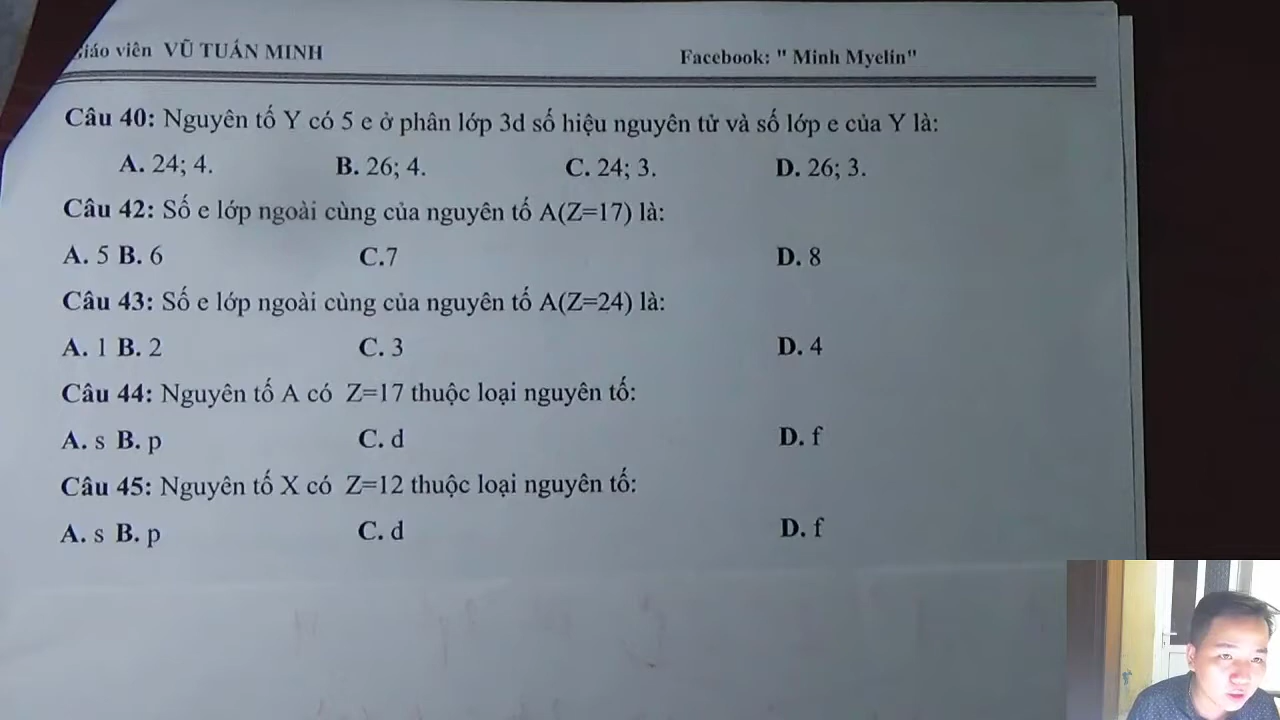 Giáo viên VŨ TUẤN MINH Facebook: " Minh Myelin"
Câu 40: Nguyên tố Y có 5 e ở phân lớp 3d số hiệu nguyên tử và số lớp e của Y là:
A. 24; 4. B. 26; 4. C. 24; 3. D. 26; 3.
Câu 42: Số e lớp ngoài cùng của nguyên tố A(Z=17) là:
A. 5 B. 6 C.7 D. 8
Câu 43: Số e lớp ngoài cùng của nguyên tố A(Z=24) là:
A. 1 B. 2 C. 3 D. 4
Câu 44: Nguyên tố A có Z=17 thuộc loại nguyên tố:
A. s B. p C. d D. f
Câu 45: Nguyên tố X có Z=12 thuộc loại nguyên tố:
A. s B. p C. d D. f